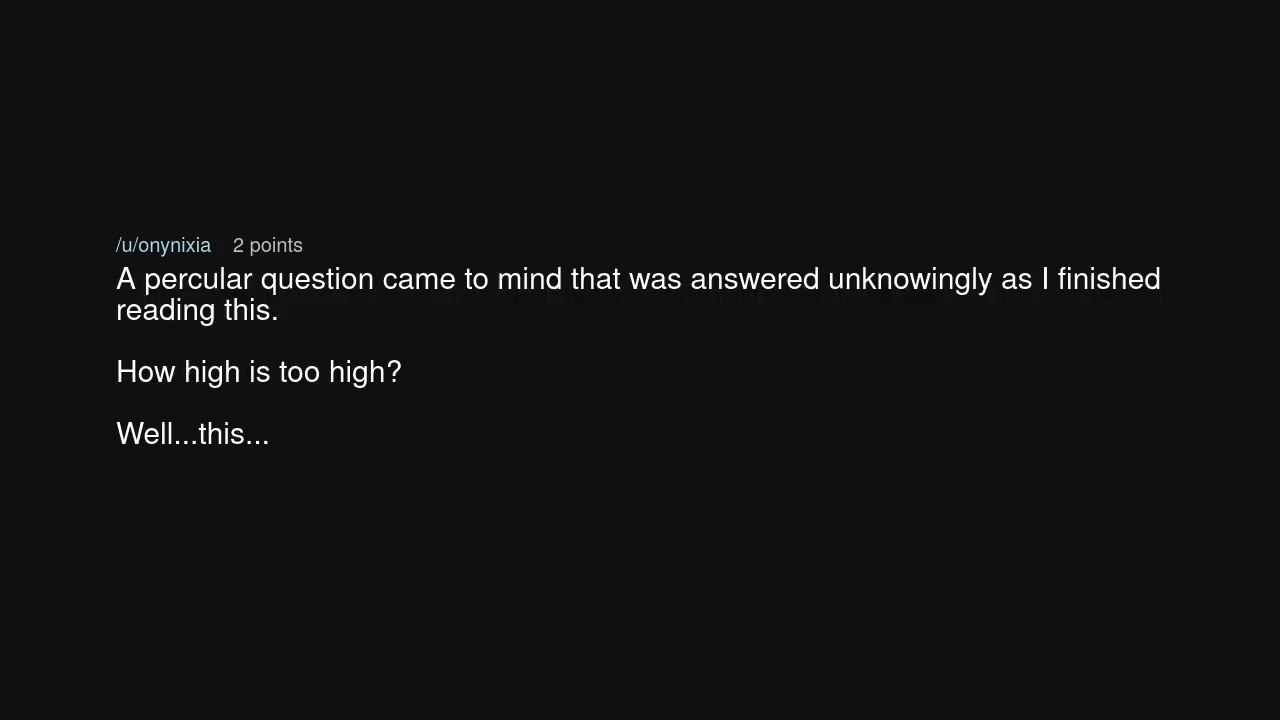 /u/onynixia 2 points
A percular question came to mind that was answered unknowingly as I finished
reading this.
How high is too high?
Well...this...